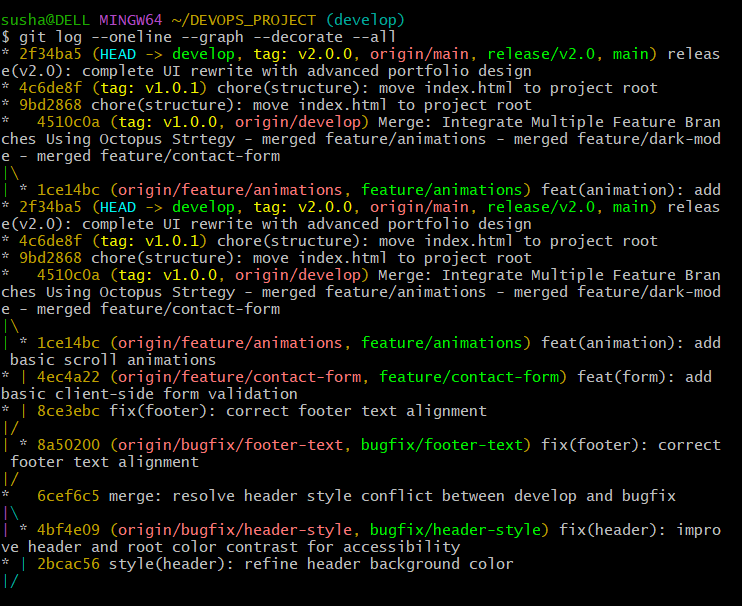 susha@DELL MINGW64 ~/DEVOPS_PROJECT (develop)
$ git log --oneline --graph --decorate --all
* 2f34ba5 (HEAD -> develop, tag: v2.0.0, origin/main, release/v2.0, main) releas
e(v2.0): complete UI rewrite with advanced portfolio design
* 4c6de8f (tag: v1.0.1) chore(structure): move index.html to project root
* 9bd2868 chore(structure): move index.html to project root
*   4510c0a (tag: v1.0.0, origin/develop) Merge: Integrate Multiple Feature Bran
ches Using Octopus Strtegy - merged feature/animations - merged feature/dark-mod
e - merged feature/contact-form
|\
| * 1ce14bc (origin/feature/animations, feature/animations) feat(animation): add
* 2f34ba5 (HEAD -> develop, tag: v2.0.0, origin/main, release/v2.0, main) releas
e(v2.0): complete UI rewrite with advanced portfolio design
* 4c6de8f (tag: v1.0.1) chore(structure): move index.html to project root
* 9bd2868 chore(structure): move index.html to project root
*   4510c0a (tag: v1.0.0, origin/develop) Merge: Integrate Multiple Feature Bran
ches Using Octopus Strtegy - merged feature/animations - merged feature/dark-mod
e - merged feature/contact-form
|\
| * 1ce14bc (origin/feature/animations, feature/animations) feat(animation): add
 basic scroll animations
* | 4ec4a22 (origin/feature/contact-form, feature/contact-form) feat(form): add
basic client-side form validation
* | 8ce3ebc fix(footer): correct footer text alignment
|/
| * 8a50200 (origin/bugfix/footer-text, bugfix/footer-text) fix(footer): correct
 footer text alignment
|/
*   6cef6c5 merge: resolve header style conflict between develop and bugfix
|\
| * 4bf4e09 (origin/bugfix/header-style, bugfix/header-style) fix(header): impro
ve header and root color contrast for accessibility
* | 2bcac56 style(header): refine header background color
|/